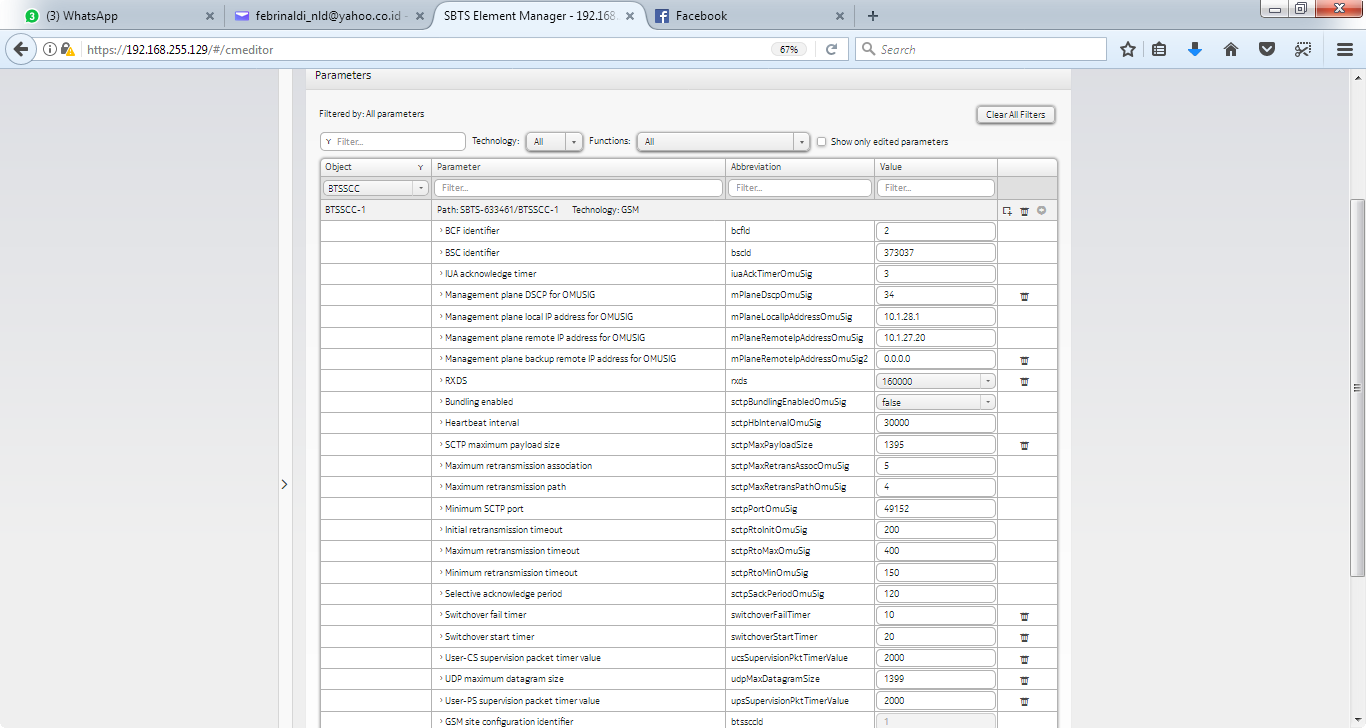 (3) WhatsApp
febrinaldi_nld@yahoo.co.id -
SBTS Element Manager - 192.168.
Facebook
https://192.168.255.129/#/cmeditor
67%
Search
Parameters
Filtered by: All parameters
Clear All Filters
Filter... Technology: All Functions: All Show only edited parameters
Object Parameter Abbreviation Value
BTSSCC Filter... Filter... Filter...
BTSSCC-1 Path: SBTS-633461/BTSSCC-1 Technology: GSM
BCF identifier bcfId 2
BSC identifier bscId 373037
IUA acknowledge timer iuaAckTimerOmuSig 3
Management plane DSCP for OMUSIG mPlaneDscpOmuSig 34
Management plane local IP address for OMUSIG mPlaneLocalIpAddressOmuSig 10.1.28.1
Management plane remote IP address for OMUSIG mPlaneRemoteIpAddressOmuSig 10.1.27.20
Management plane backup remote IP address for OMUSIG mPlaneRemoteIpAddressOmuSig2 0.0.0.0
RXDS rxds 160000
Bundling enabled sctpBundlingEnabledOmuSig false
Heartbeat interval sctpHbIntervalOmuSig 30000
SCTP maximum payload size sctpMaxPayloadSize 1395
Maximum retransmission association sctpMaxRetransAssocOmuSig 5
Maximum retransmission path sctpMaxRetransPathOmuSig 4
Minimum SCTP port sctpPortOmuSig 49152
Initial retransmission timeout sctpRtoInitOmuSig 200
Maximum retransmission timeout sctpRtoMaxOmuSig 400
Minimum retransmission timeout sctpRtoMinOmuSig 150
Selective acknowledge period sctpSackPeriodOmuSig 120
Switchover fail timer switchoverFailTimer 10
Switchover start timer switchoverStartTimer 20
User-CS supervision packet timer value ucsSupervisionPktTimerValue 2000
UDP maximum datagram size udpMaxDatagramSize 1399
User-PS supervision packet timer value upsSupervisionPktTimerValue 2000
GSM site configuration identifier btssccId 1